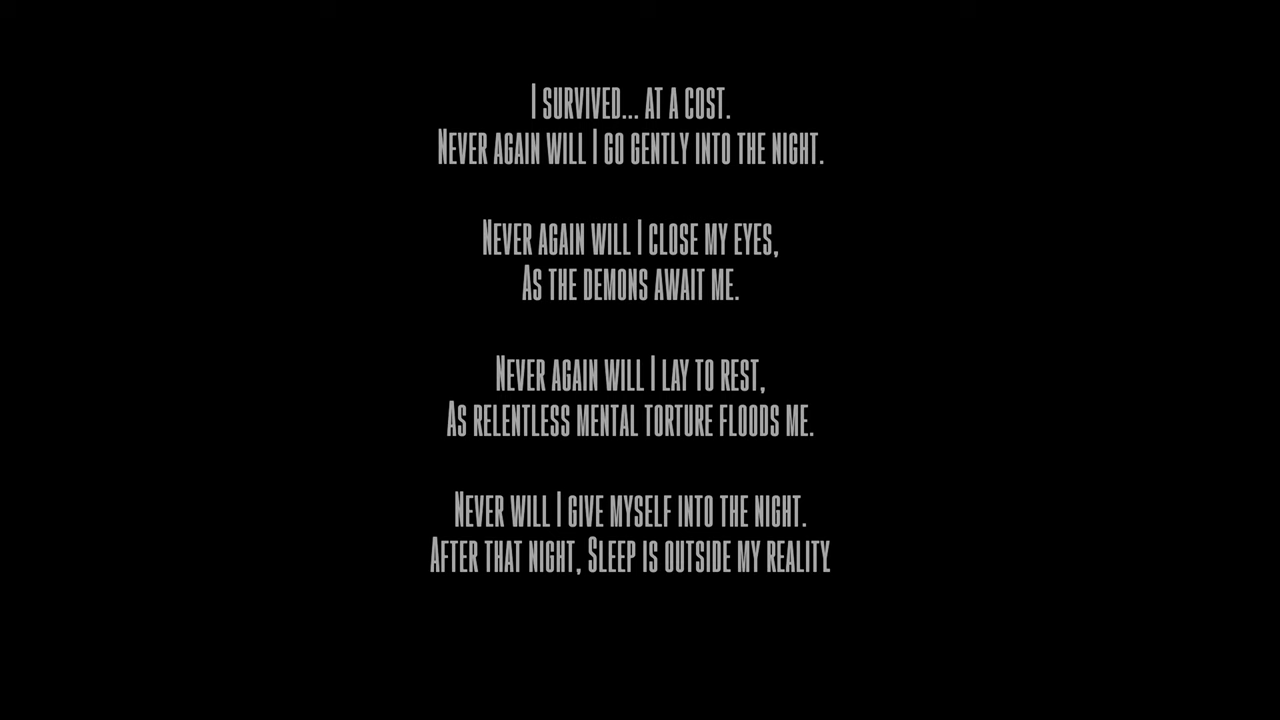 I survived... at a cost.
Never again will I go gently into the night.
Never again will I close my eyes,
As the demons await me.
Never again will I lay to rest,
As relentless mental torture floods me.
Never will I give myself into the night.
After that night, Sleep is outside my reality.